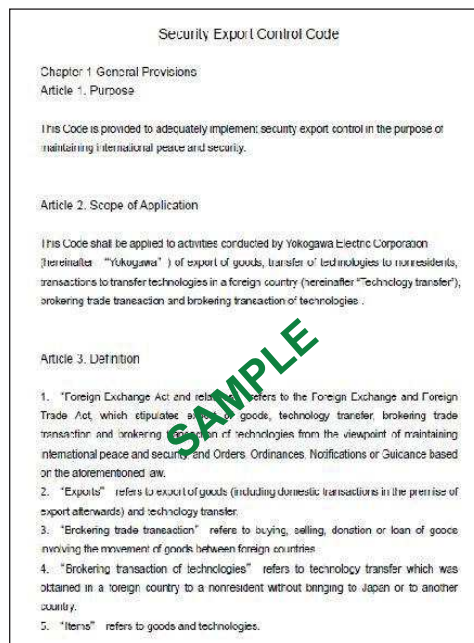 Security Export Control Code
Chapter 1 General Provisions
Article 1. Purpose
This Code is provided to adequately implement security export control in the purpose of
maintaining international peace and security.
Article 2. Scope of Application
This Code shall be applied to activities conducted by Yokogawa Electric Corporation
(hereinafter "Yokogawa" ) of export of goods, transfer of technologies to nonresidents,
transactions to transfer technologies in a foreign country (hereinafter "Technology transfer");
brokering trade transaction and brokering transaction of technologies .
Article 3. Definition
1. "Foreign Exchange Act and refers to the Foreign Exchange and Foreign
Trade Act, which stipulates goods, technology transfer, brokering trade
transaction and brokering of technologies from the viewpoint of maintaining
international peace and security and Orders, Ordinances, Notifications or Guidance based
on the aforementioned law.
2. "Exports" refers to export of goods (including domestic transactions in the premise of
export afterwards) and technology transfer.
3. "Brokering trade transaction" refers to buying, selling, donation or loan of goods
involving the movement of goods between foreign countries
4. "Brokering transaction of technologies" refers to technology transfer which was
obtained in a foreign country to a nonresident without bringing to Japan or to another
country.
5. "Items" refers to goods and technologies.
SAMPLE